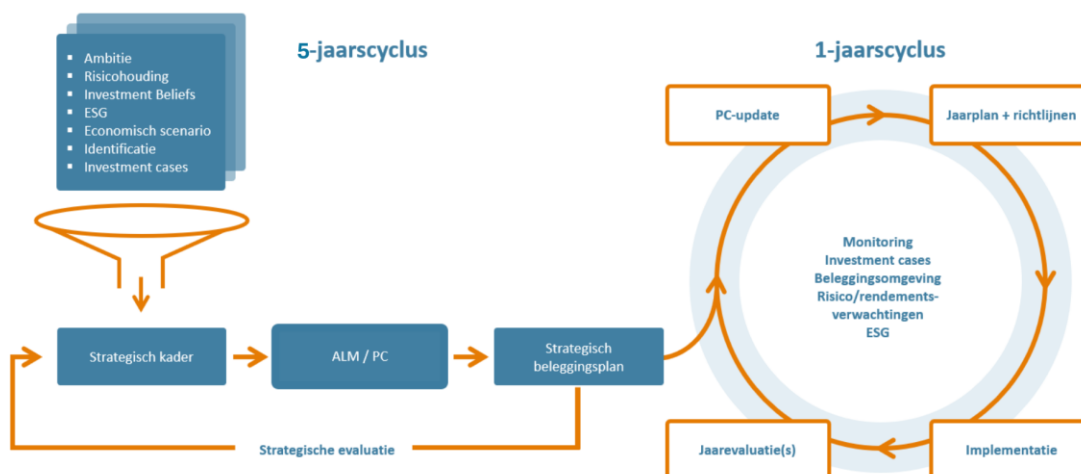 5-jaarscyclus
▪ Ambitie
▪ Risicohouding
▪ Investment Beliefs
▪ ESG
▪ Economisch scenario
▪ Identificatie
▪ Investment cases
Strategisch kader
ALM / PC
Strategisch
beleggingsplan
Strategische evaluatie
1-jaarscyclus
PC-update
Jaarplan + richtlijnen
Monitoring
Investment cases
Beleggingsomgeving
Risico/rendements-
verwachtingen
ESG
Jaarevaluatie(s)
Implementatie